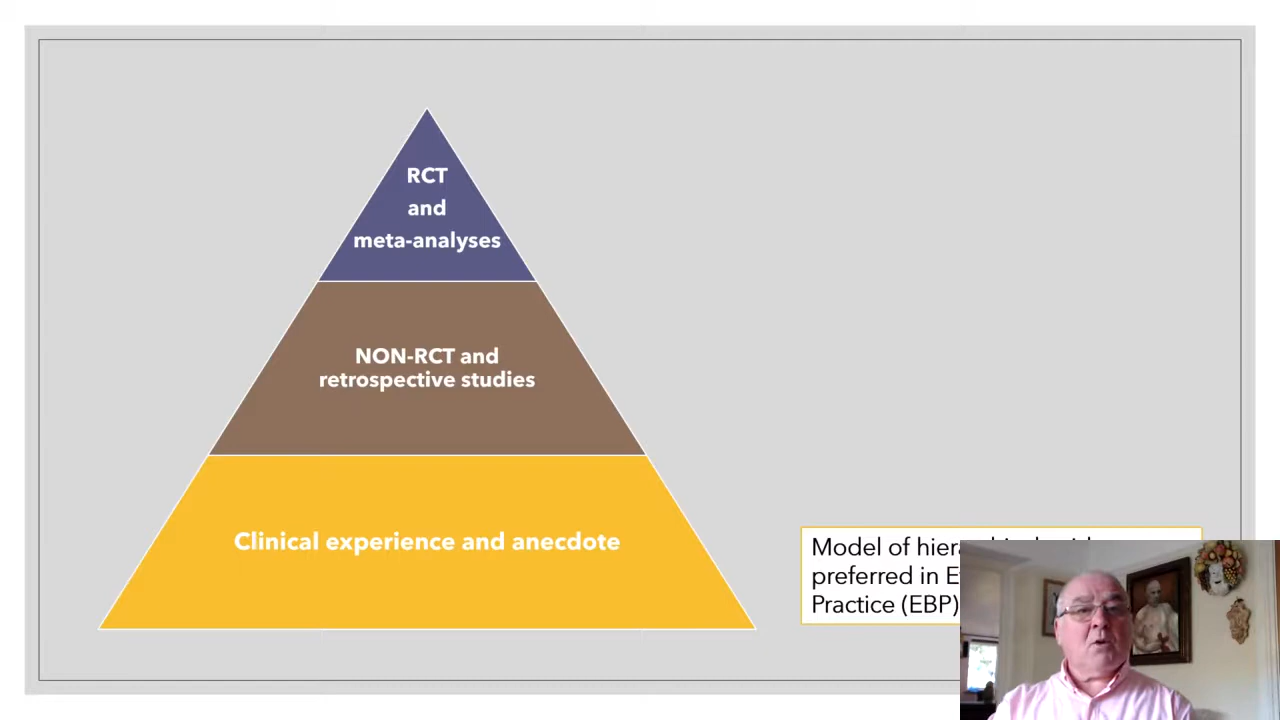 RCT
and
meta-analyses
NON-RCT and
retrospective studies
Clinical experience and anecdote
Model of
preferred in
Practice (EBP)